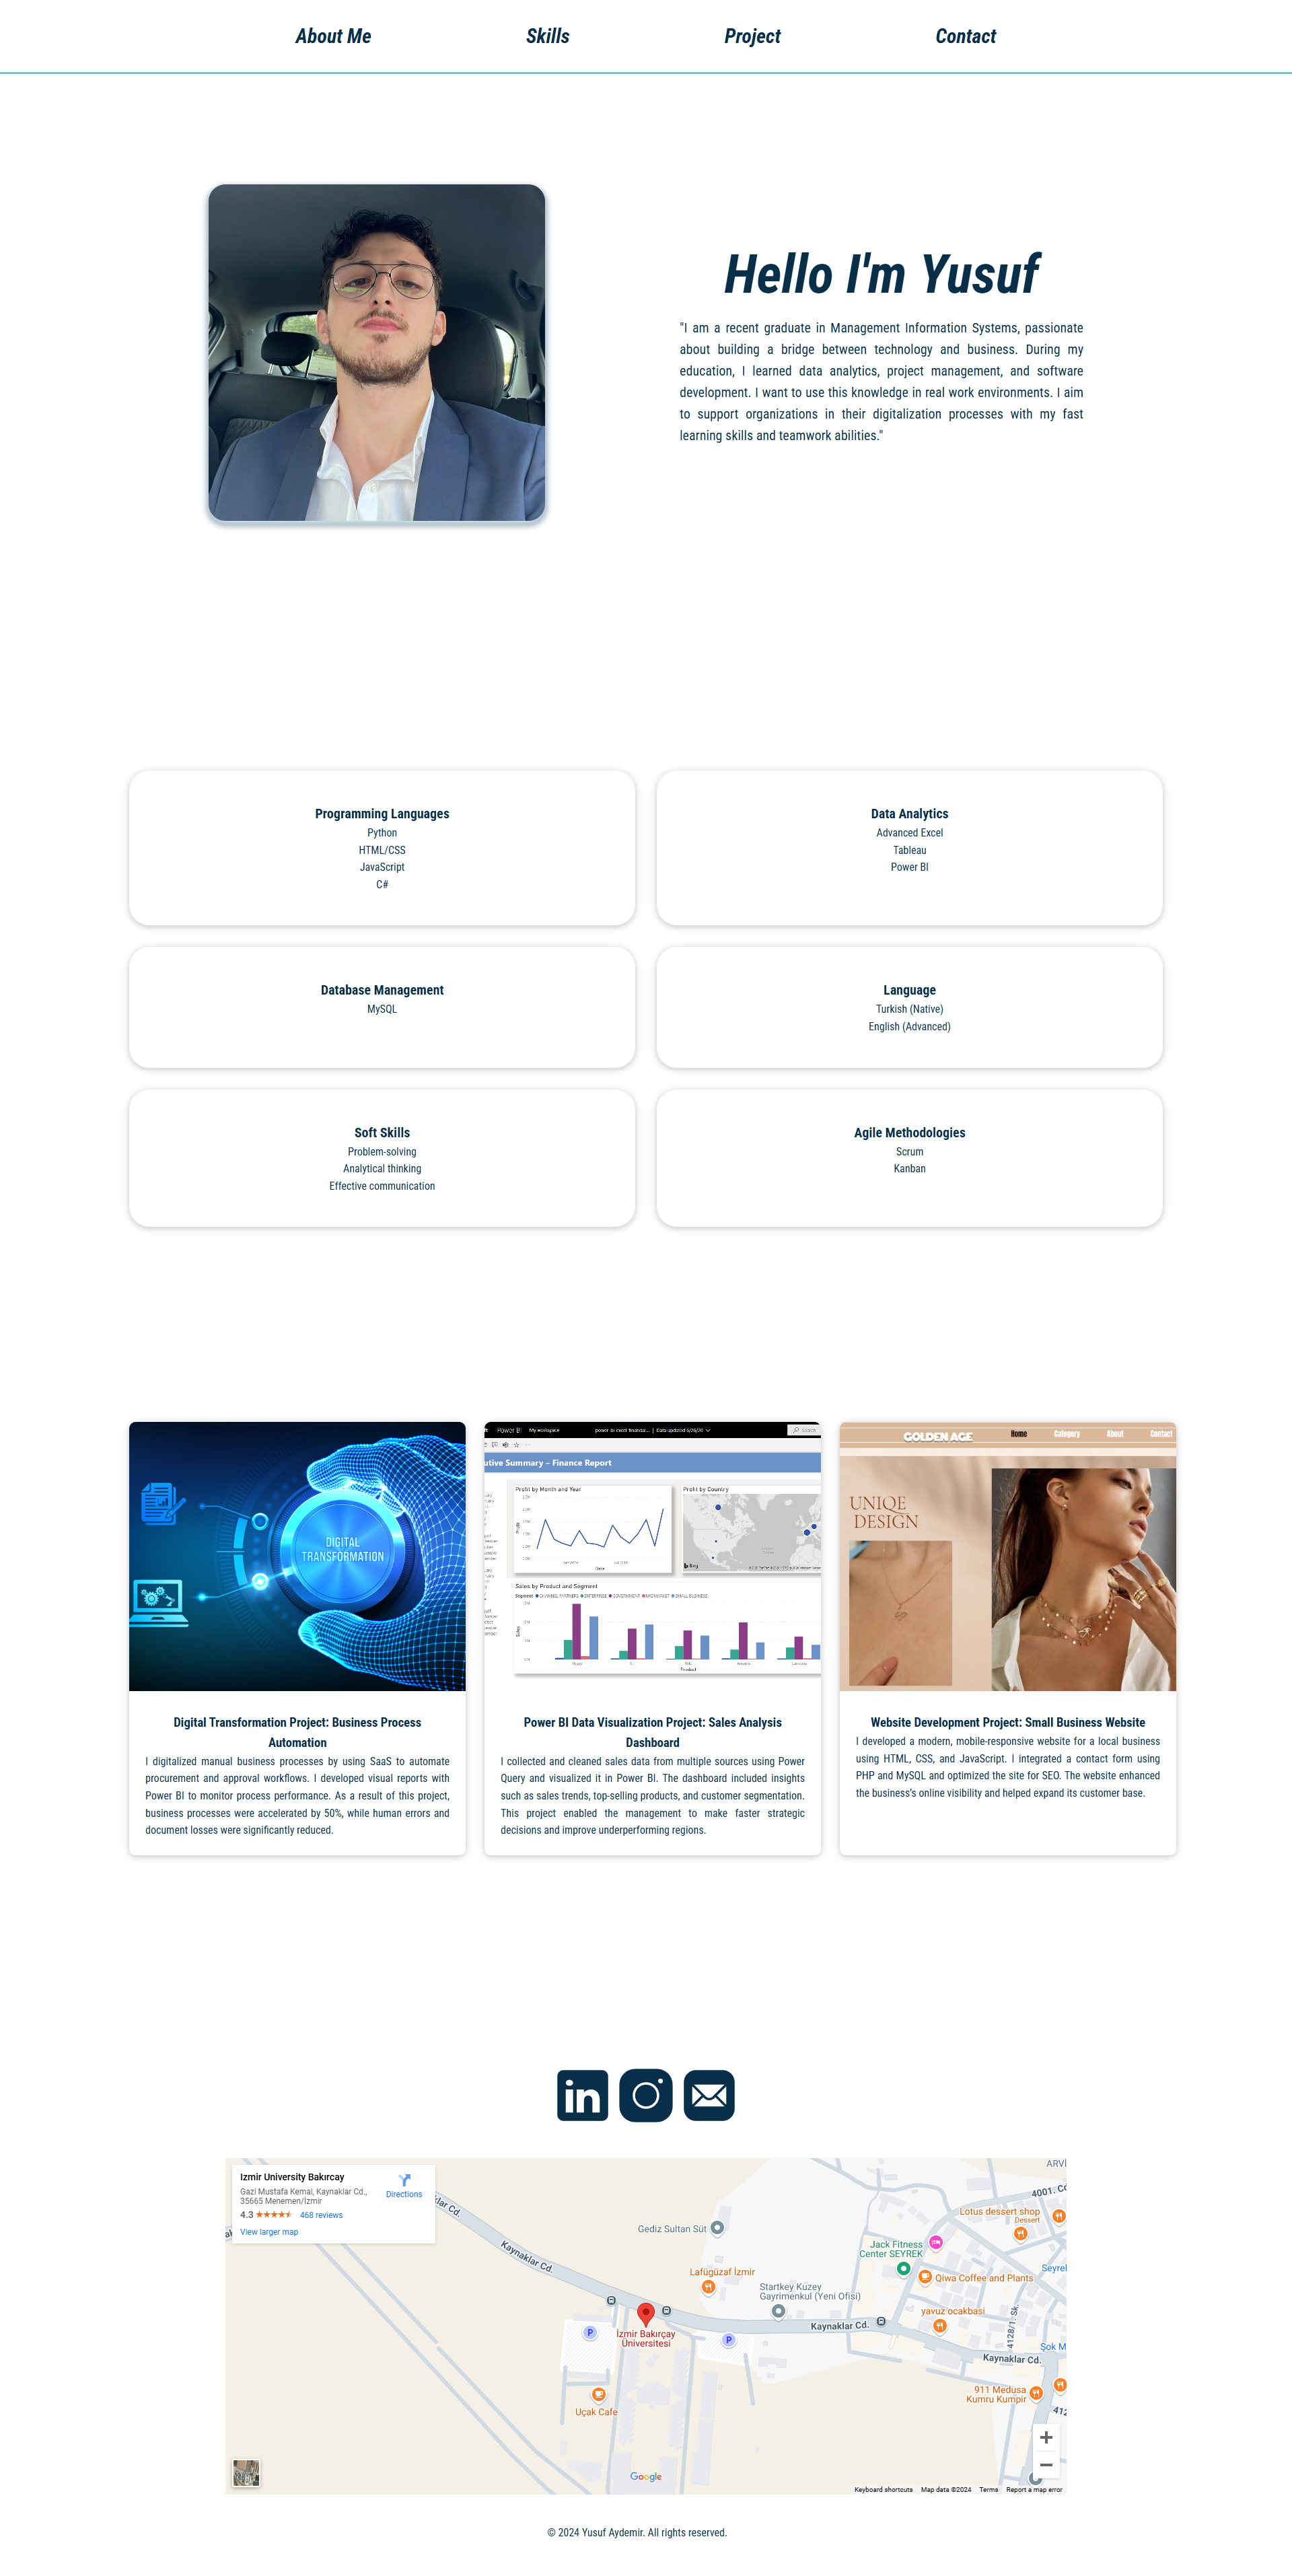 About Me Skills Project Contact
Hello I'm Yusuf
"I am a recent graduate in Management Information Systems, passionate
about building a bridge between technology and business. During my
education, I learned data analytics, project management, and software
development. I want to use this knowledge in real work environments. I aim
to support organizations in their digitalization processes with my fast
learning skills and teamwork abilities."
Programming Languages
Python
HTML/CSS
JavaScript
C#
Data Analytics
Advanced Excel
Tableau
Power BI
Database Management
MySQL
Language
Turkish (Native)
English (Advanced)
Soft Skills
Problem-solving
Analytical thinking
Effective communication
Agile Methodologies
Scrum
Kanban
DIGITAL
TRANSFORMATION
Digital Transformation Project: Business Process
Automation
I digitalized manual business processes by using SaaS to automate
procurement and approval workflows. I developed visual reports with
Power BI to monitor process performance. As a result of this project,
business processes were accelerated by 50%, while human errors and
document losses were significantly reduced.
Power BI My workspace
utive Summary – Finance Report
Profit by Month and Year
Profit by Country
Sales by Product and Segment
Product
Power BI Data Visualization Project: Sales Analysis
Dashboard
I collected and cleaned sales data from multiple sources using Power
Query and visualized it in Power BI. The dashboard included insights
such as sales trends, top-selling products, and customer segmentation.
This project enabled the management to make faster strategic
decisions and improve underperforming regions.
GOLDEN AGE Home Category About Contact
UNIQE
DESIGN
Website Development Project: Small Business Website
I developed a modern, mobile-responsive website for a local business
using HTML, CSS, and JavaScript. I integrated a contact form using
PHP and MySQL and optimized the site for SEO. The website enhanced
the business's online visibility and helped expand its customer base.
in
Izmir University Bakırcay
Gazi Mustafa Kemal, Kaynaklar Cd.,
35665 Menemen/İzmir
Directions
4.3 468 reviews
View larger map
klar Cd.
Kaynaklar Cd.
ARVİ
4001. Cd
Lotus dessert shop
Dessert
Gediz Sultan Süt
Jack Fitness
Center SEYREK
Seyrel
Lafügüzaf İzmir
Qiwa Coffee and Plants
Startkey Kuzey
Gayrimenkul (Yeni Ofisi)
yavuz ocakbasi
İzmir Bakırçay
Üniversitesi
P
P
Kaynaklar Cd.
4128/1. Sk.
Şok M
Kaynaklar Cd.
911 Medusa
Kumru Kumpir
Uçak Cafe
412
Google
Keyboard shortcuts Map data ©2024 Terms Report a map error
© 2024 Yusuf Aydemir. All rights reserved.